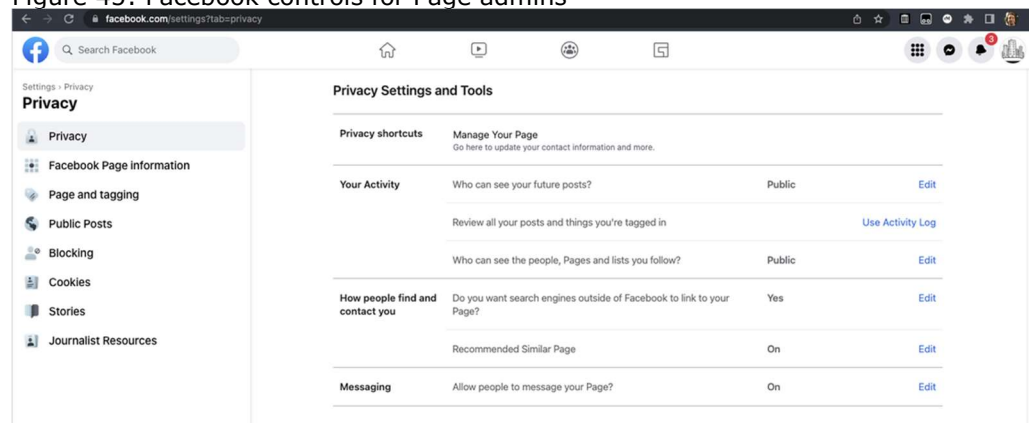 Figure 45: Facebook controls for Page admins
facebook.com/settings?tab=privacy
Search Facebook
3
Settings › Privacy
Privacy
Privacy
Facebook Page information
Page and tagging
Public Posts
Blocking
Cookies
Stories
Journalist Resources
Privacy Settings and Tools
Privacy shortcuts
Manage Your Page
Go here to update your contact information and more.
Your Activity
Who can see your future posts?
Public
Edit
Review all your posts and things you're tagged in
Use Activity Log
Who can see the people, Pages and lists you follow?
Public
Edit
How people find and
contact you
Do you want search engines outside of Facebook to link to your
Page?
Yes
Edit
Recommended Similar Page
On
Edit
Messaging
Allow people to message your Page?
On
Edit